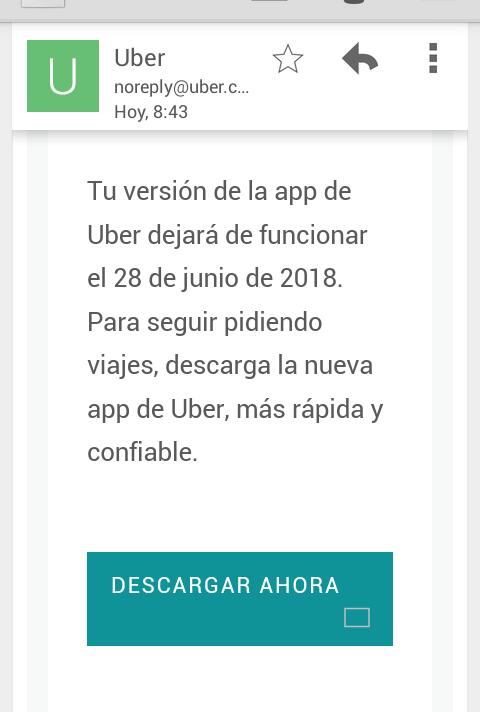 U
Uber
noreply@uber.c...
Hoy, 8:43
Tu versión de la app de
Uber dejará de funcionar
el 28 de junio de 2018.
Para seguir pidiendo
viajes, descarga la nueva
app de Uber, más rápida y
confiable.
DESCARGAR AHORA